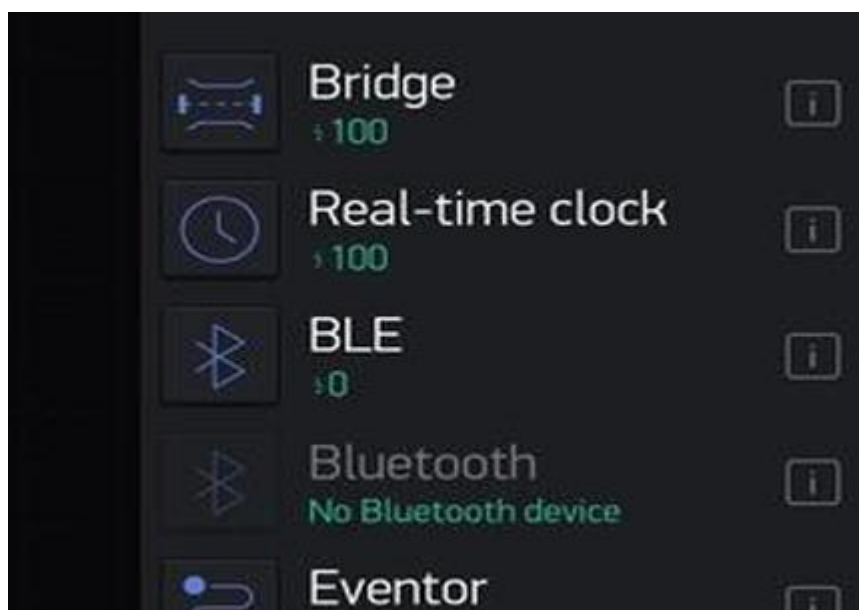 Bridge
100
Real-time clock
100
BLE
0
Bluetooth
No Bluetooth device
Eventor